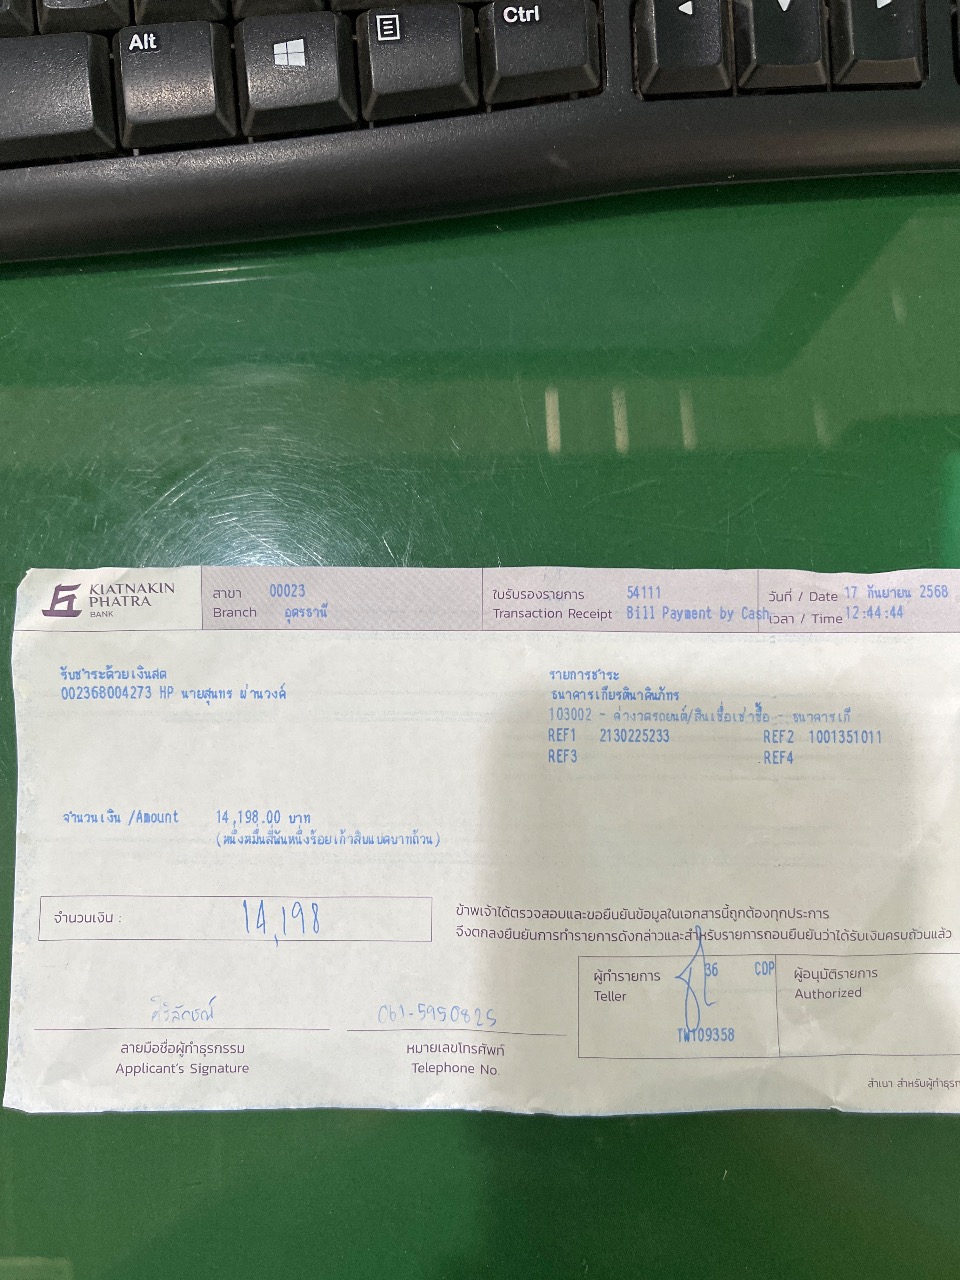 Alt
Ctrl
KIATNAKIN
PHATRA
BANK
สาขา 00023
Branch อุดรธานี
ใบรับรองรายการ 54111
Transaction Receipt Bill Payment by Cash
วันที่ / Date 17 กันยายน 2568
เวลา / Time 12:44:44
รับชำระด้วยเงินสด
002368004273 HP นายสุนทร ผ่านวงค์
รายการชำระ
ธนาคารเกียรตินาคินภัทร
103002 - ค่างวดรถยนต์/สินเชื่อเช่าซื้อ - ธนาคารเกี
REF1 2130225233 REF2 1001351011
REF3 REF4
จำนวนเงิน /Amount 14,198.00 บาท
(หนึ่งหมื่นสี่พันหนึ่งร้อยเก้าสิบแปดบาทถ้วน)
จำนวนเงิน : 14,198
ข้าพเจ้าได้ตรวจสอบและขอยืนยันข้อมูลในเอกสารนี้ถูกต้องทุกประการ
จึงตกลงยืนยันการทำรายการดังกล่าวและสำหรับรายการถอนยืนยันว่าได้รับเงินครบถ้วนแล้ว
ผู้ทำรายการ 36 CDP
Teller
TWT09358
ผู้อนุมัติรายการ
Authorized
ศิริลักษณ์
ลายมือชื่อผู้ทำธุรกรรม
Applicant's Signature
061-5950825
หมายเลขโทรศัพท์
Telephone No.
สำเนา สำหรับผู้ทำธุรก